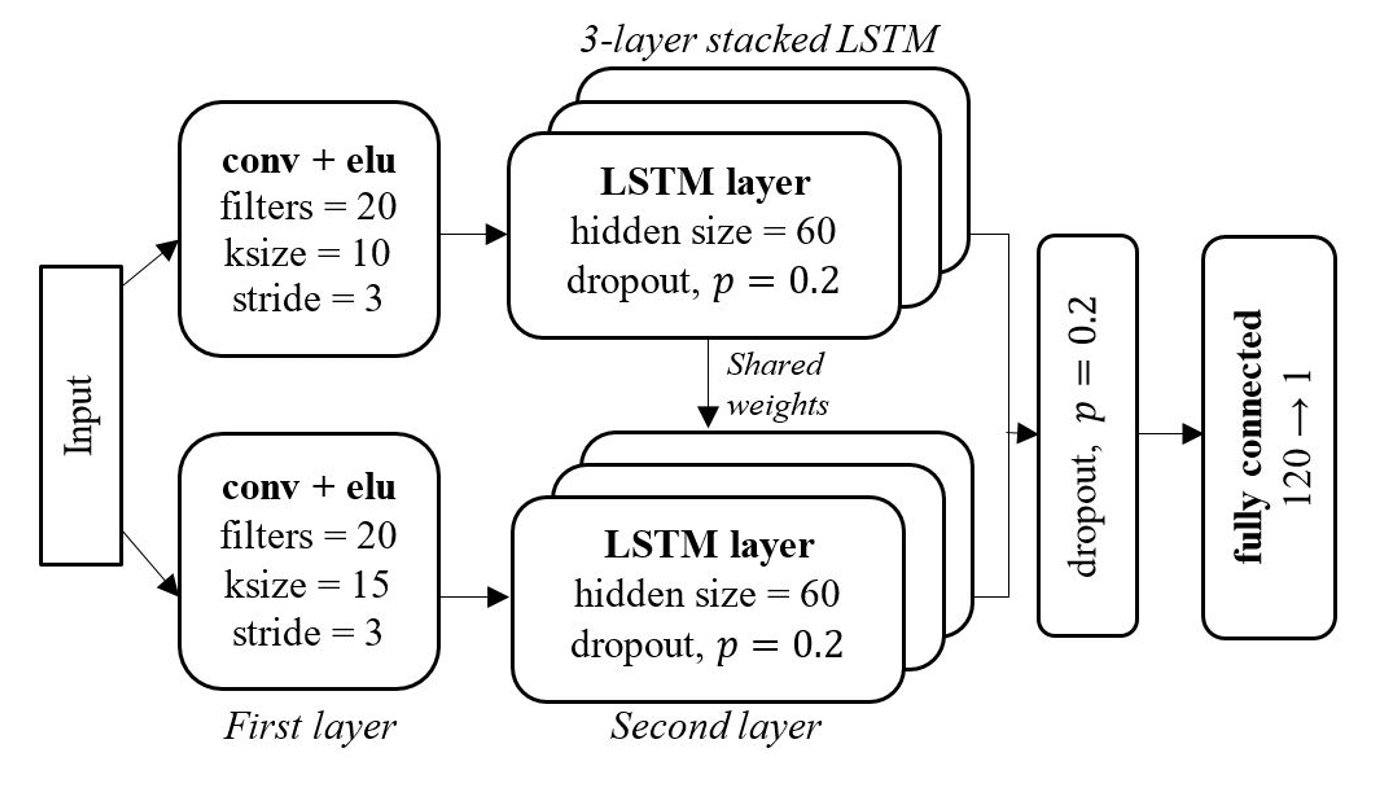 3-layer stacked LSTM
Input
conv + elu
filters = 20
ksize = 10
stride = 3
LSTM layer
hidden size = 60
dropout, p = 0.2
Shared
weights
conv + elu
filters = 20
ksize = 15
stride = 3
First layer
LSTM layer
hidden size = 60
dropout, p = 0.2
Second layer
dropout, p = 0.2
fully connected
120 → 1